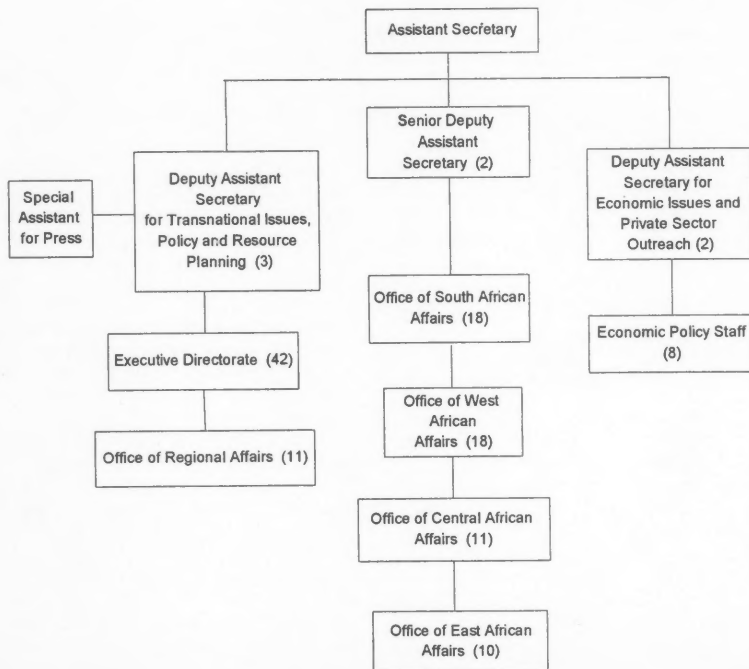 Assistant Secretary
Senior Deputy
Assistant
Secretary (2)
Special
Assistant
for Press
Deputy Assistant
Secretary
for Transnational Issues,
Policy and Resource
Planning (3)
Deputy Assistant
Secretary for
Economic Issues and
Private Sector
Outreach (2)
Executive Directorate (42)
Office of Regional Affairs (11)
Office of South African
Affairs (18)
Office of West
African
Affairs (18)
Office of Central African
Affairs (11)
Office of East African
Affairs (10)
Economic Policy Staff
(8)